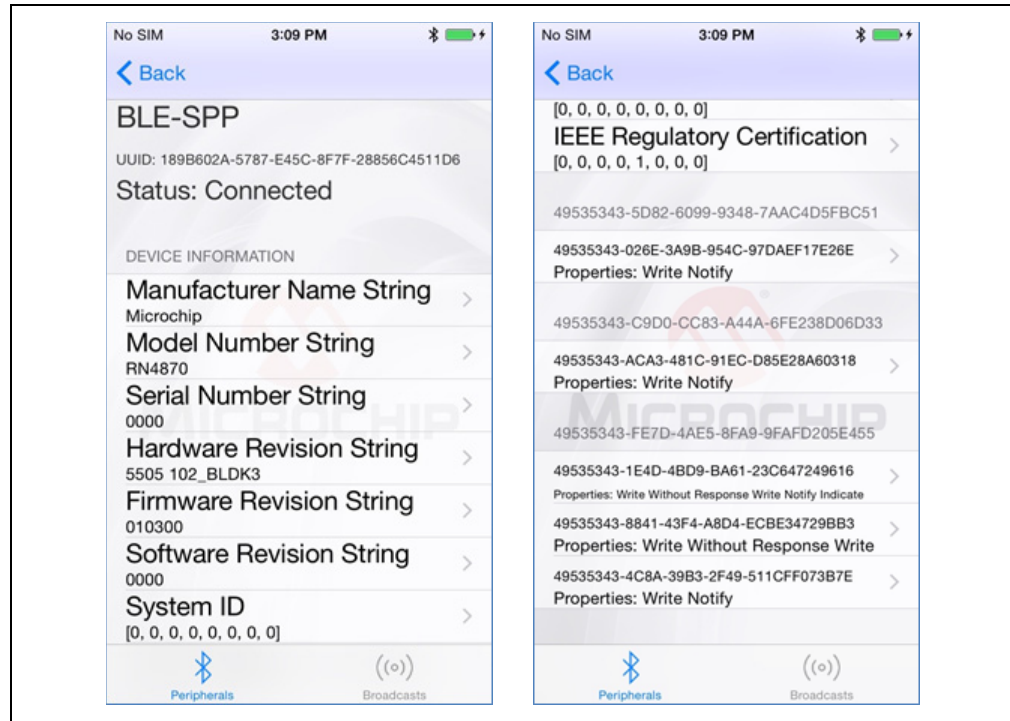 No SIM 3:09 PM
Back
BLE-SPP
UUID: 189B602A-5787-E45C-8F7F-28856C4511D6
Status: Connected
DEVICE INFORMATION
Manufacturer Name String
Microchip
Model Number String
RN4870
Serial Number String
0000
Hardware Revision String
5505 102_BLDK3
Firmware Revision String
010300
Software Revision String
0000
System ID
[0, 0, 0, 0, 0, 0, 0, 0]
MICROCHIP
Peripherals Broadcasts
No SIM 3:09 PM
Back
[0, 0, 0, 0, 0, 0, 0, 0]
IEEE Regulatory Certification
[0, 0, 0, 0, 1, 0, 0, 0]
49535343-5D82-6099-9348-7AAC4D5FBC51
49535343-026E-3A9B-954C-97DAEF17E26E
Properties: Write Notify
49535343-C9D0-CC83-A44A-6FE238D06D33
49535343-ACA3-481C-91EC-D85E28A60318
Properties: Write Notify
MICROCHIP
49535343-FE7D-4AE5-8FA9-9FAFD205E455
49535343-1E4D-4BD9-BA61-23C647249616
Properties: Write Without Response Write Notify Indicate
49535343-8841-43F4-A8D4-ECBE34729BB3
Properties: Write Without Response Write
49535343-4C8A-39B3-2F49-511CFF073B7E
Properties: Write Notify
Peripherals Broadcasts